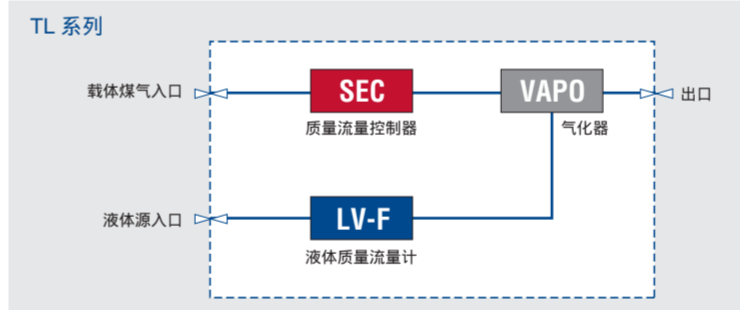 TL 系列
载体煤气入口
SEC
VAPO
出口
质量流量控制器
气化器
液体源入口
LV-F
液体质量流量计